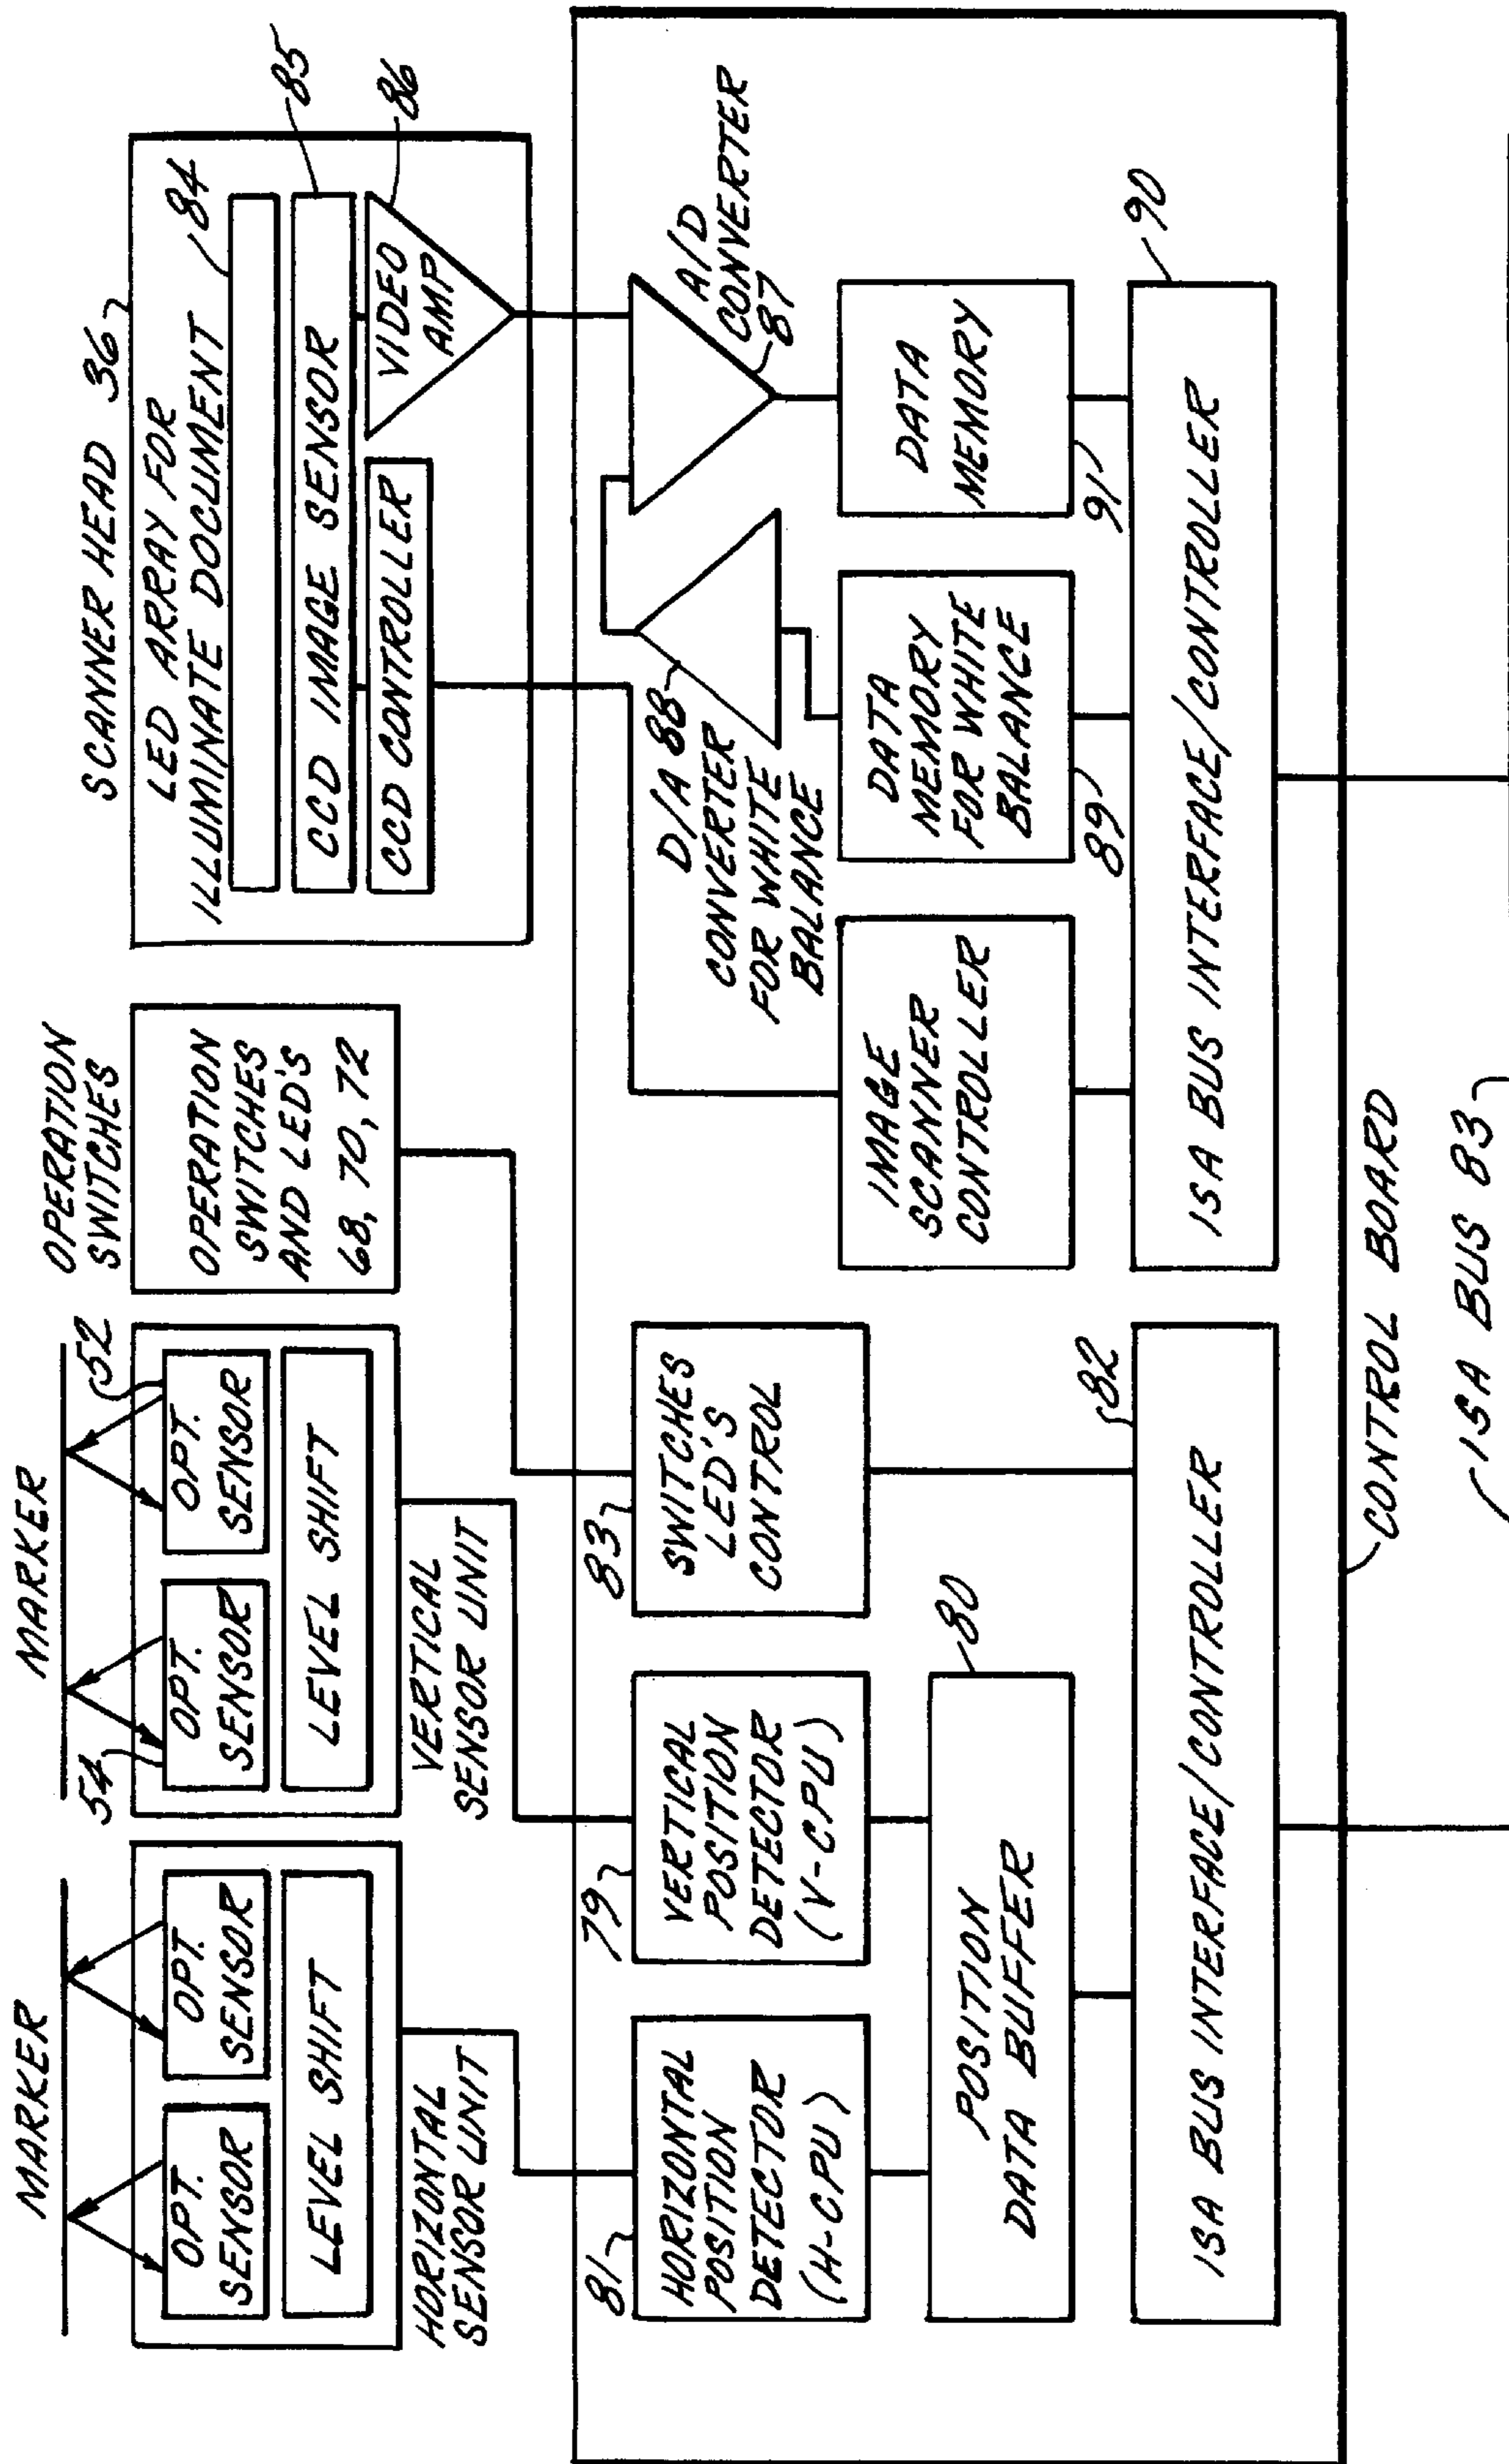 MARKER
OPT.
SENSOR
OPT.
SENSOR
LEVEL SHIFT
HORIZONTAL
SENSOR UNIT
MARKER
54
OPT.
SENSOR
52
OPT.
SENSOR
LEVEL SHIFT
VERTICAL
SENSOR UNIT
OPERATION
SWITCHES
OPERATION
SWITCHES
AND LED'S
68, 70, 72
SCANNER HEAD 36
LED ARRAY FOR
ILLUMINATE DOCUMENT
84
CCD IMAGE SENSOR
85
CCD CONTROLLER
VIDEO
AMP
86
81
HORIZONTAL
POSITION
DETECTOR
(H-CPU)
79
VERTICAL
POSITION
DETECTOR
(V-CPU)
83
SWITCHES
LED'S
CONTROL
D/A 88
CONVERTER
FOR WHITE
BALANCE
A/D
CONVERTER
87
POSITION
DATA BUFFER
80
IMAGE
SCANNER
CONTROLLER
DATA
MEMORY
FOR WHITE
BALANCE
89
DATA
MEMORY
91
ISA BUS INTERFACE/CONTROLLER
82
ISA BUS INTERFACE/CONTROLLER
90
CONTROL BOARD
ISA BUS 83